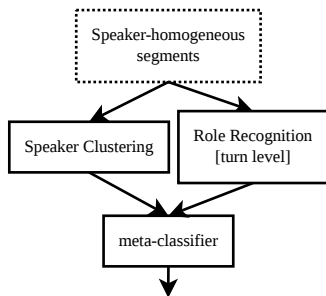 Speaker-homogeneous
segments
Speaker Clustering
Role Recognition
[turn level]
meta-classifier